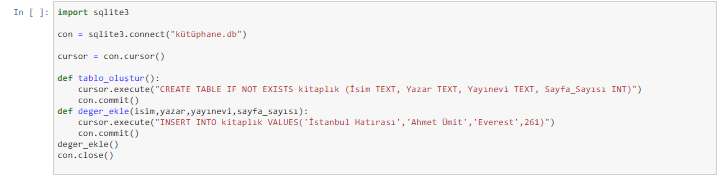 In [ ]: import sqlite3
con = sqlite3.connect("kütüphane.db")
cursor = con.cursor()
def tablo_oluştur():
cursor.execute("CREATE TABLE IF NOT EXISTS kitaplık (İsim TEXT, Yazar TEXT, Yayınevi TEXT, Sayfa_Sayısı INT)")
con.commit()
def deger_ekle(isim,yazar,yayınevi,sayfa_sayısı):
cursor.execute("INSERT INTO kitaplık VALUES('İstanbul Hatırası','Ahmet Ümit','Everest',261)")
con.commit()
deger_ekle()
con.close()